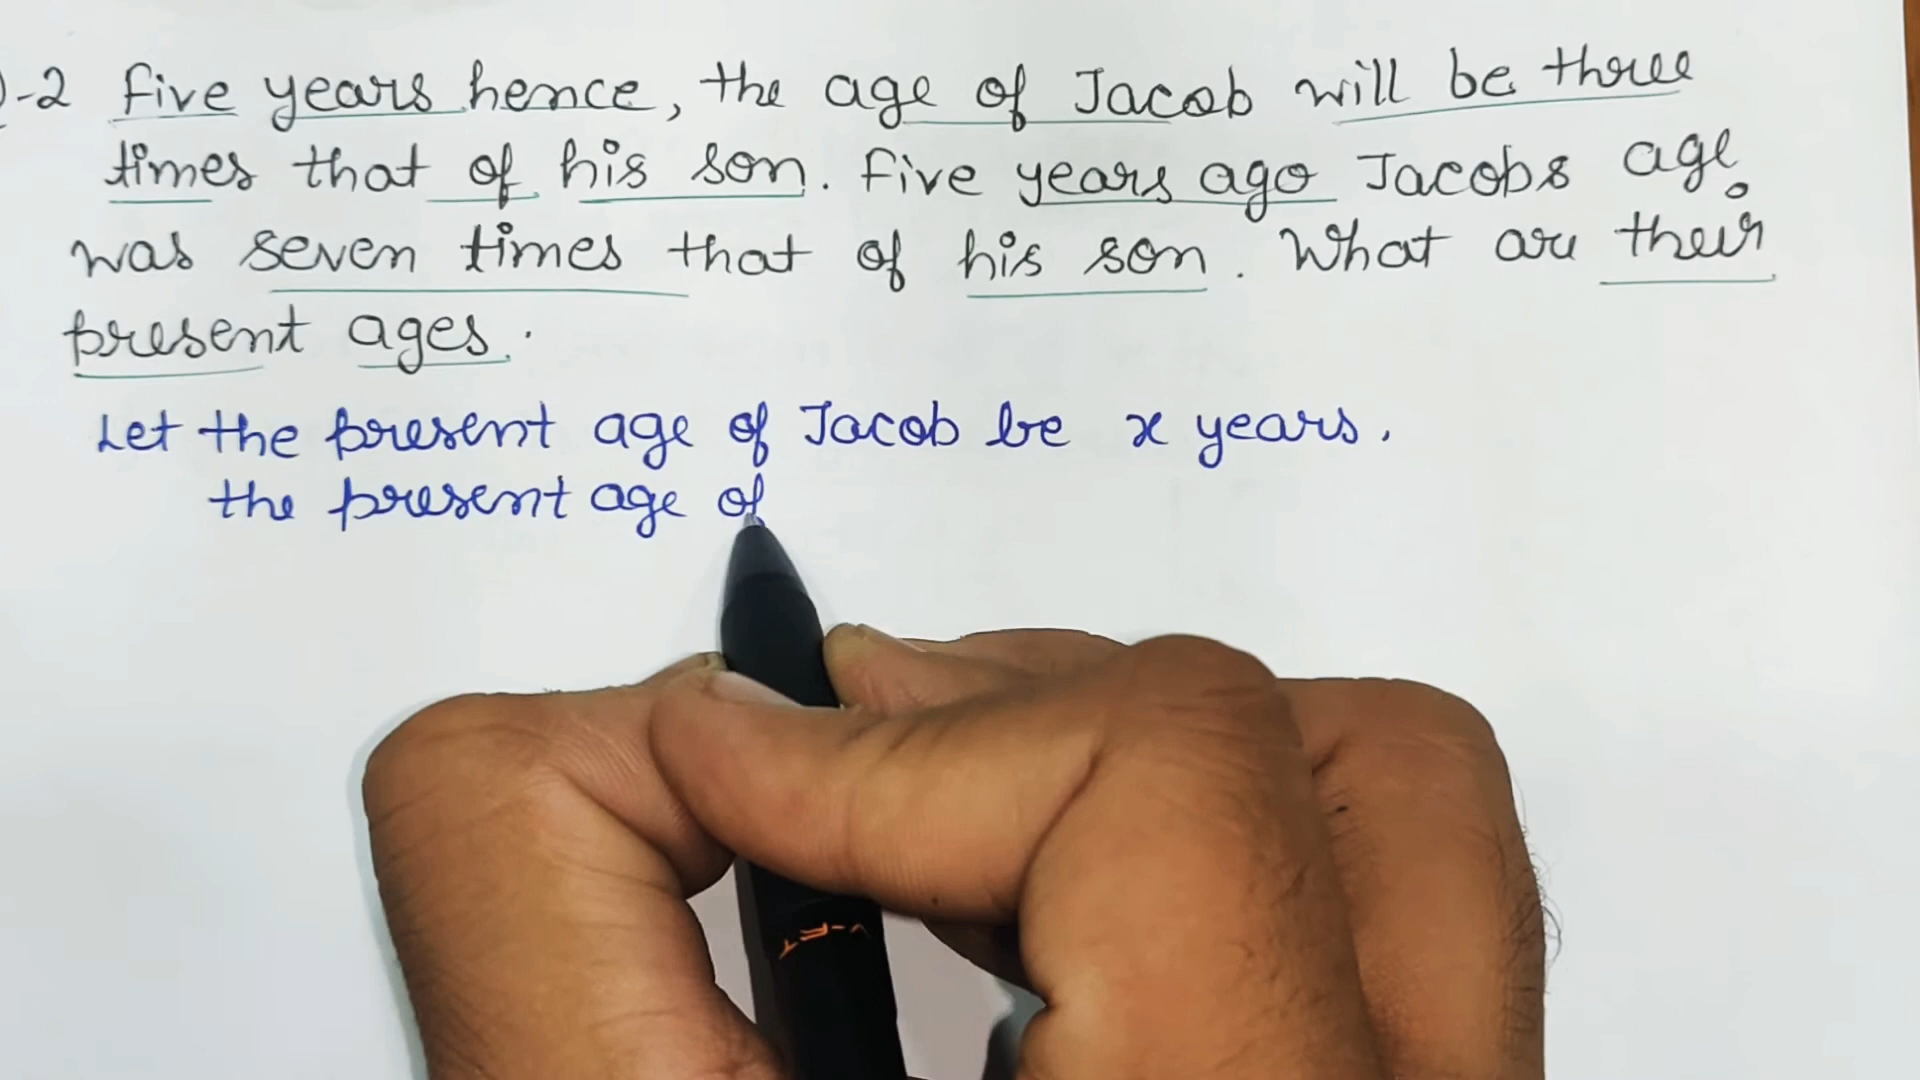 -2 Five years hence, the age of Jacob will be three
times that of his son. Five years ago Jacobs age
was seven times that of his son. What are their
present ages.
Let the present age of Jacob be x years.
the present age of